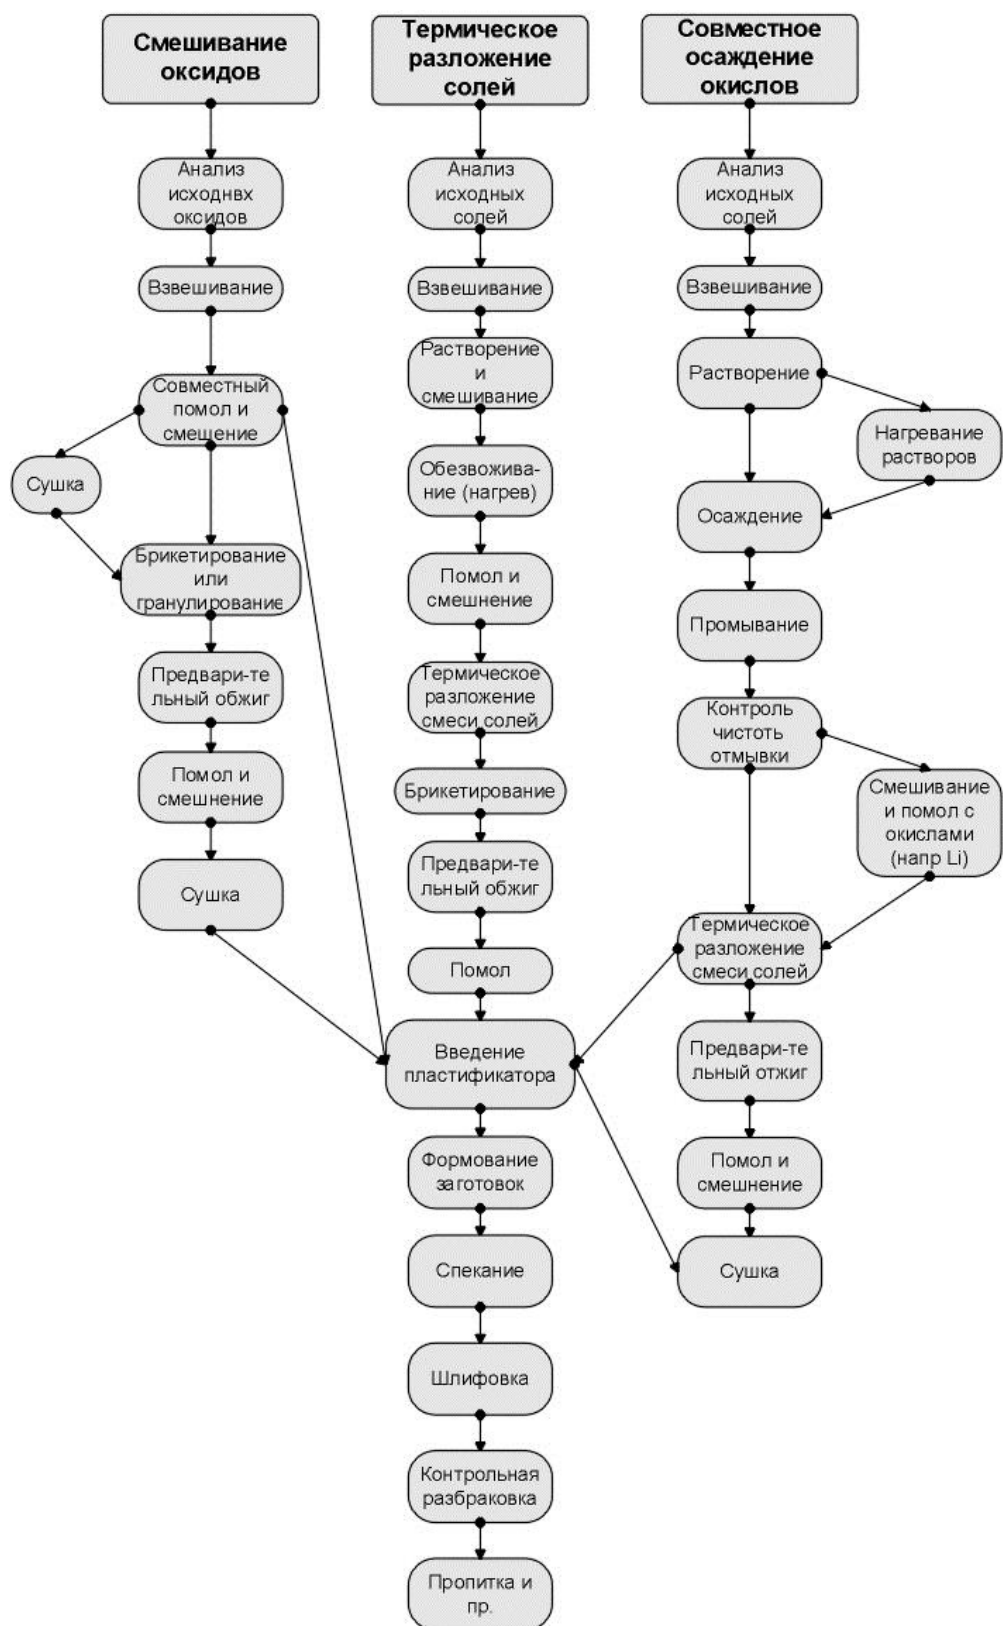 Смешивание
оксидов
Анализ
исходнвх
оксидов
Взвешивание
Совместный
помол и
смещение
Сушка
Брикетирование
или
гранулирование
Предвари-те
льный обжиг
Помол и
смешнение
Сушка
Термическое
разложение
солей
Анализ
исходных
солей
Взвешивание
Растворение
и
смешивание
Обезвожива-
ние (нагрев)
Помол и
смешнение
Термическое
разложение
смеси солей
Брикетирование
Предвари-те
льный обжиг
Помол
Введение
пластификатора
Формование
заготовок
Спекание
Шлифовка
Контрольная
разбраковка
Пропитка и
пр.
Совместное
осаждение
окислов
Анализ
исходных
солей
Взвешивание
Растворение
Нагревание
растворов
Осаждение
Промывание
Контроль
чистоть
отмывки
Смешивание
и помол с
окислами
(напр Li)
Термическое
разложение
смеси солей
Предвари-те
льный отжиг
Помол и
смешнение
Сушка